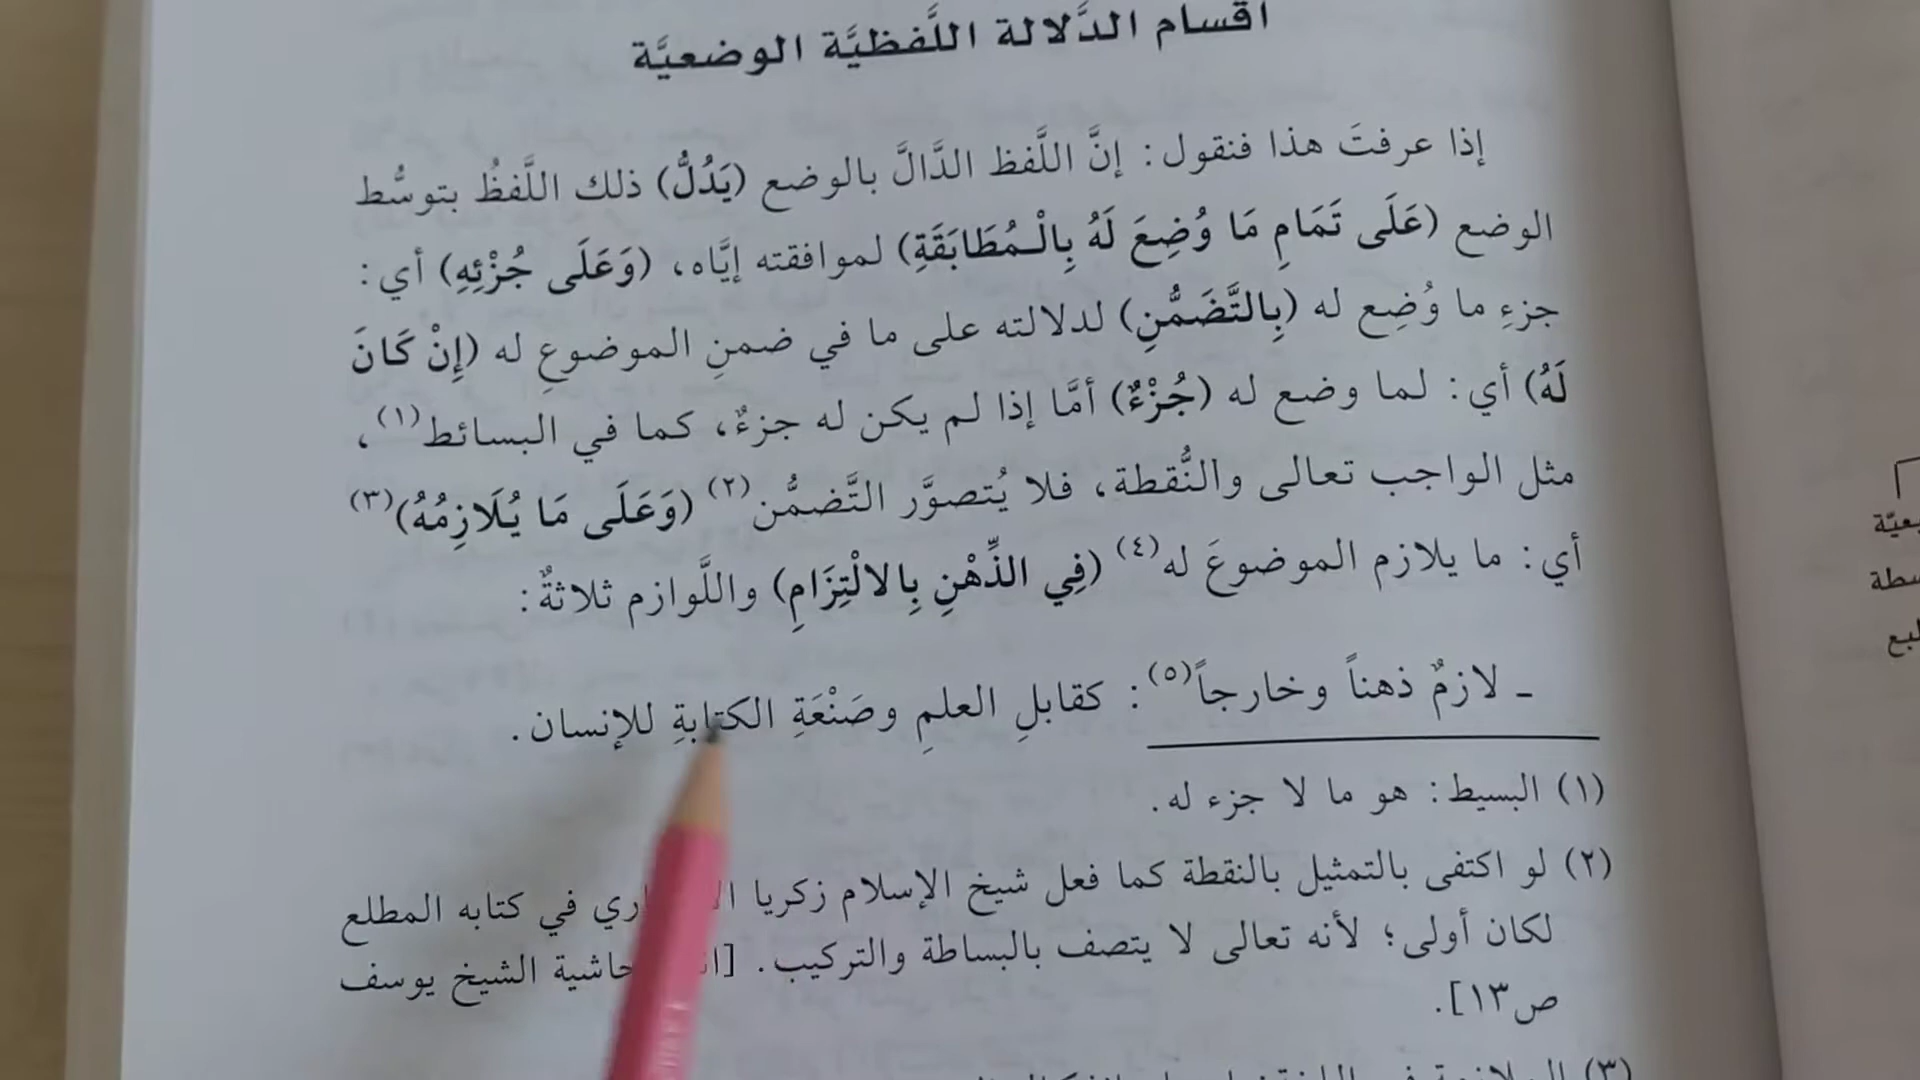 أقسام الدَّلالة اللَّفظيَّة الوضعيَّة
إذا عرفتَ هذا فنقول: إنَّ اللَّفظ الدَّالَّ بالوضع (يَدُلُّ) ذلك اللَّفظُ بتوسُّط
الوضع (عَلَى تَمَامِ مَا وُضِعَ لَهُ بِالْمُطَابَقَةِ) لموافقته إيَّاه، (وَعَلَى جُزْئِهِ) أي:
جزءِ ما وُضِع له (بِالتَّضَمُّنِ) لدلالته على ما في ضمنِ الموضوعِ له (إِنْ كَانَ
لَهُ) أي: لما وضع له (جُزْءٌ) أمَّا إذا لم يكن له جزءٌ، كما في البسائط(١)،
مثل الواجب تعالى والنُّقطة، فلا يُتصوَّر التَّضمُّن(٢) (وَعَلَى مَا يُلَازِمُهُ)(٣)
أي: ما يلازم الموضوعَ له(٤) (فِي الذِّهْنِ بِالالْتِزَامِ) واللَّوازم ثلاثةٌ:
ـ لازمٌ ذهناً وخارجاً(٥): كقابلِ العلمِ وصَنْعَةِ الكتابةِ للإنسان.
(١) البسيط: هو ما لا جزء له.
(٢) لو اكتفى بالتمثيل بالنقطة كما فعل شيخ الإسلام زكريا في كتابه المطلع
لكان أولى؛ لأنه تعالى لا يتصف بالبساطة والتركيب. حاشية الشيخ يوسف
ص١٣].
بعيّة
سطة
لبع